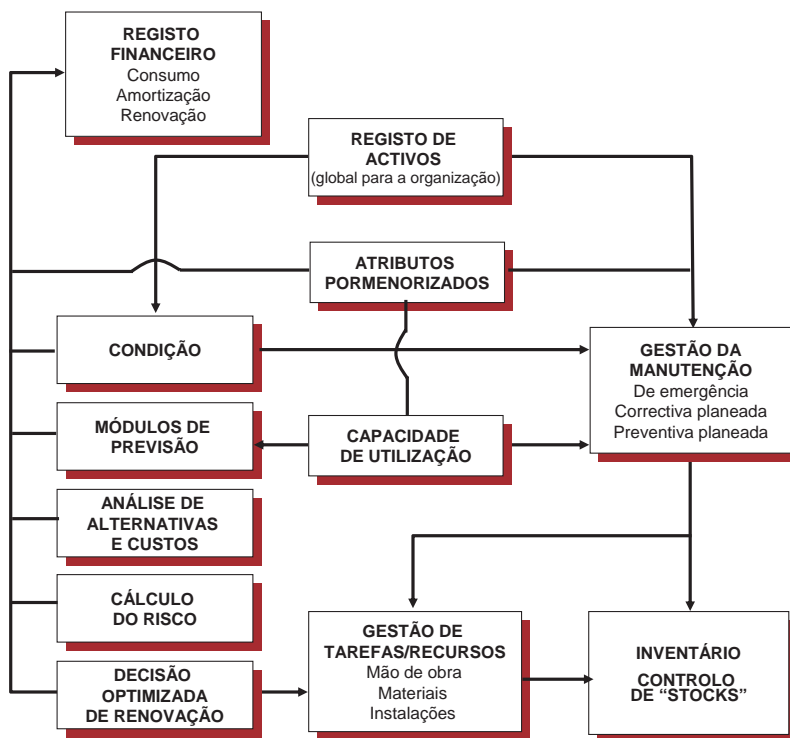 REGISTO
FINANCEIRO
Consumo
Amortização
Renovação
REGISTO DE
ACTIVOS
(global para a organização)
ATRIBUTOS
PORMENORIZADOS
CONDIÇÃO
GESTÃO DA
MANUTENÇÃO
De emergência
Correctiva planeada
Preventiva planeada
MÓDULOS DE
PREVISÃO
CAPACIDADE
DE UTILIZAÇÃO
ANÁLISE DE
ALTERNATIVAS
E CUSTOS
CÁLCULO
DO RISCO
DECISÃO
OPTIMIZADA
DE RENOVAÇÃO
GESTÃO DE
TAREFAS/RECURSOS
Mão de obra
Materiais
Instalações
INVENTÁRIO
CONTROLO
DE “STOCKS”